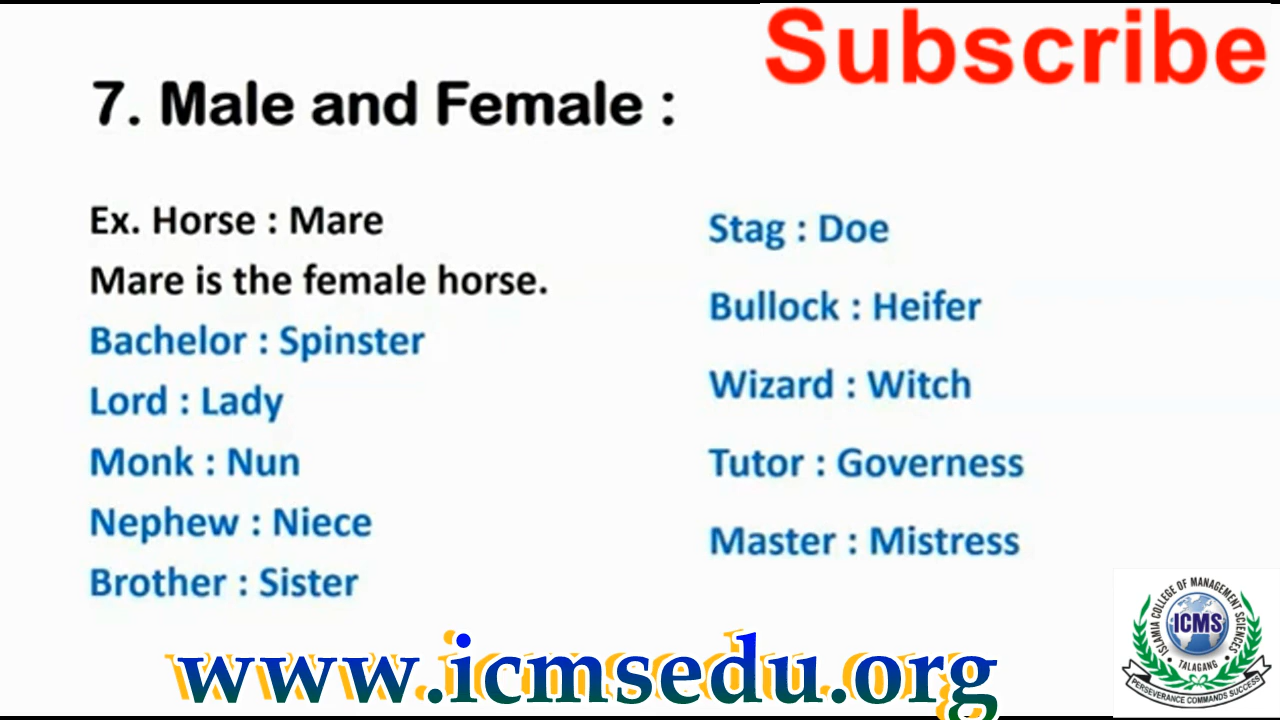 Subscribe
7. Male and Female :
Ex. Horse : Mare
Mare is the female horse.
Bachelor : Spinster
Lord : Lady
Monk : Nun
Nephew : Niece
Brother : Sister
Stag : Doe
Bullock : Heifer
Wizard : Witch
Tutor : Governess
Master : Mistress
www.icmsedu.org
ISLAMIA COLLEGE OF MANAGEMENT SCIENCES
ICMS
TALAGANG
PERSEVERANCE COMMANDS SUCCESS